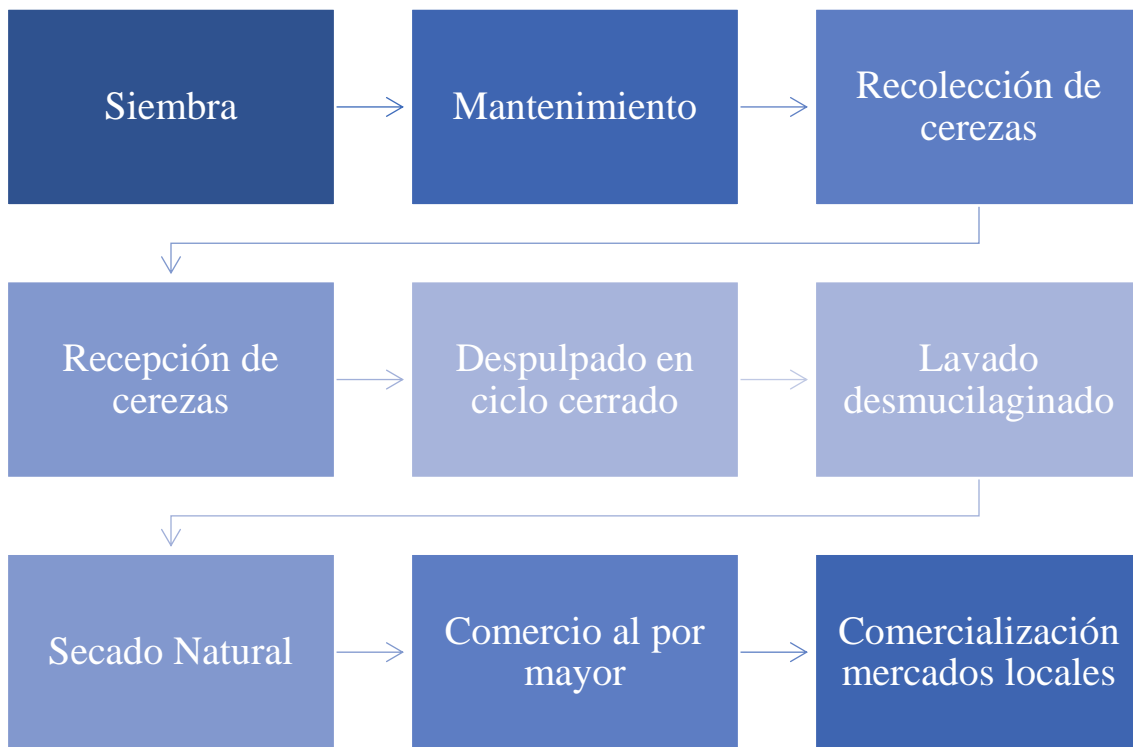 Siembra
Mantenimiento
Recolección de
cerezas
Recepción de
cerezas
Despulpado en
ciclo cerrado
Lavado
desmucilaginado
Secado Natural
Comercio al por
mayor
Comercialización
mercados locales